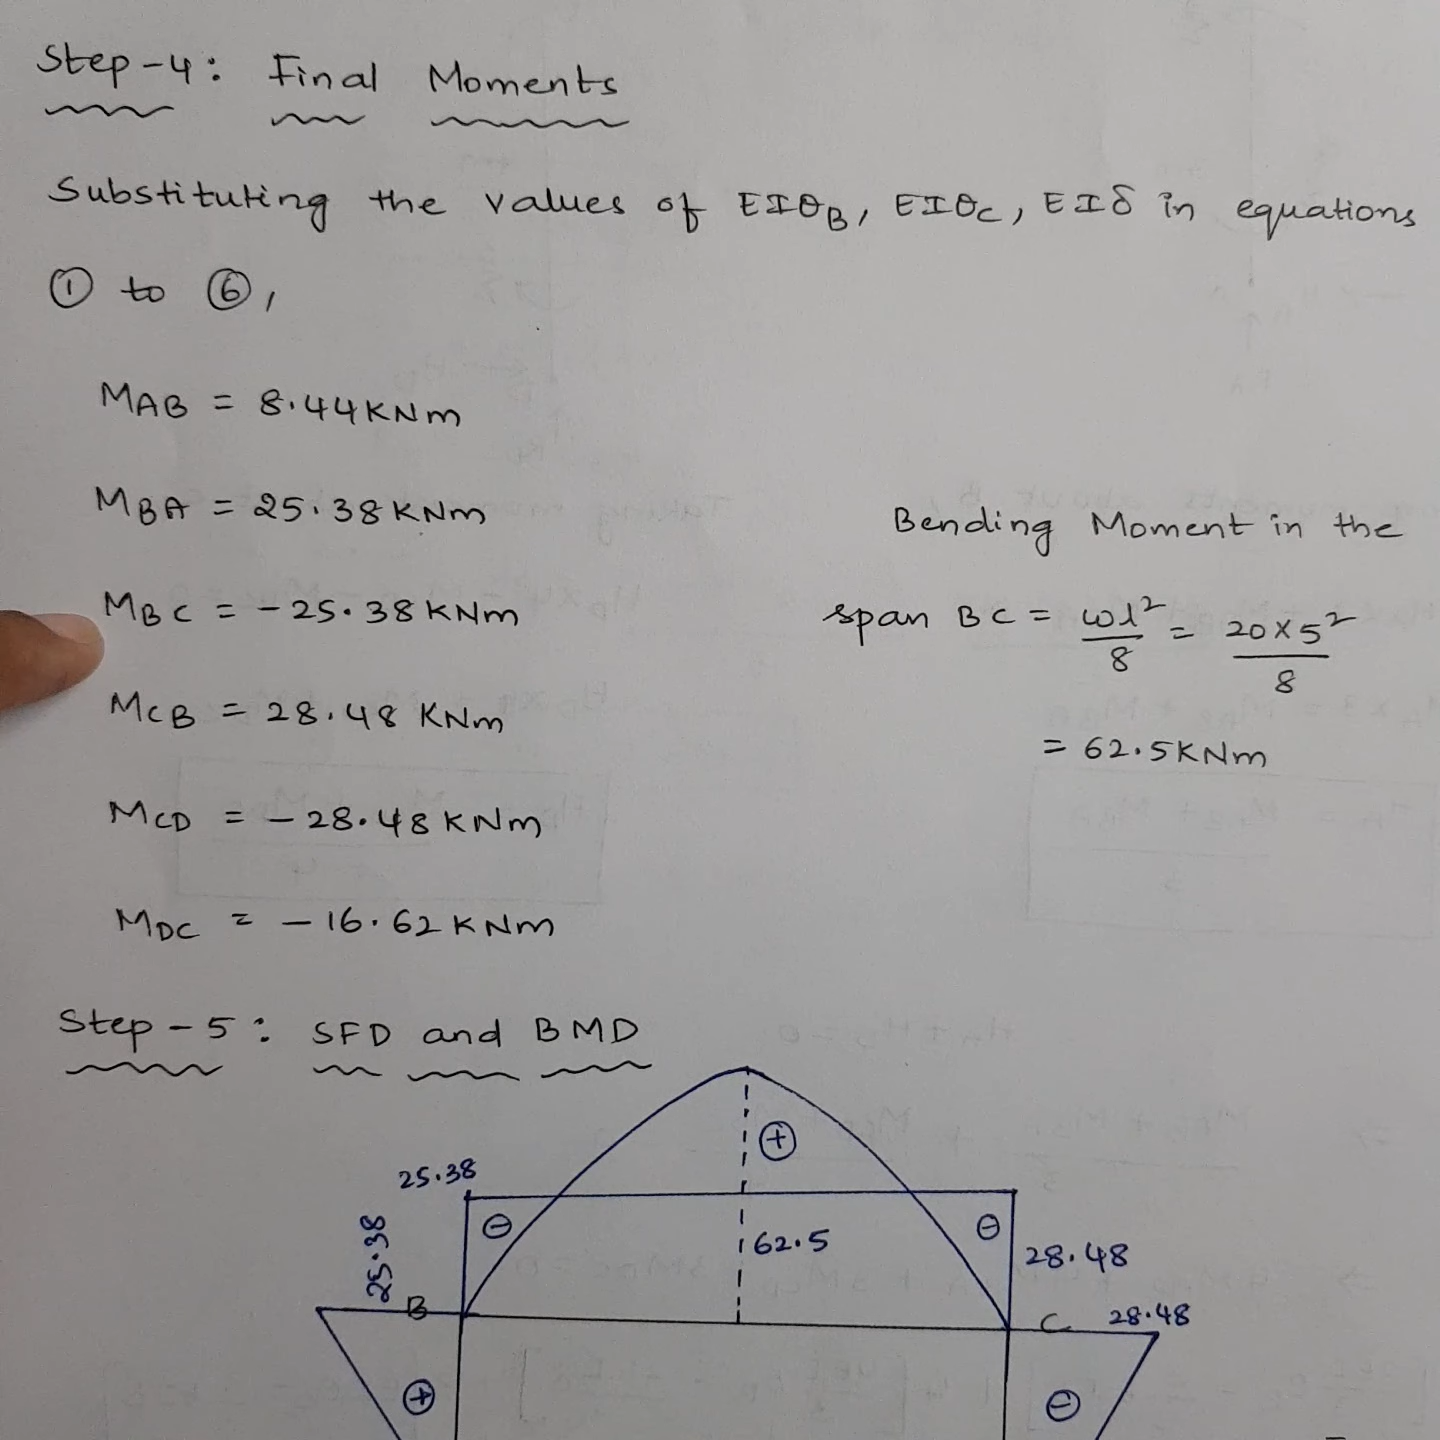 Step-4: Final Moments
Substituting the values of EIθB, EIθC, EIδ in equations
① to ⑥,
MAB = 8.44KNm
MBA = 25.38KNm
MBC = -25.38KNm
MCB = 28.48 KNm
MCD = -28.48KNm
MDC = -16.62KNm
Bending Moment in the
span BC = ωl²/8 = 20×5²/8
= 62.5KNm
Step-5: SFD and BMD
⊕
25.38
⊖
⊖
25.38
62.5
28.48
B
C
28.48
⊕
⊖